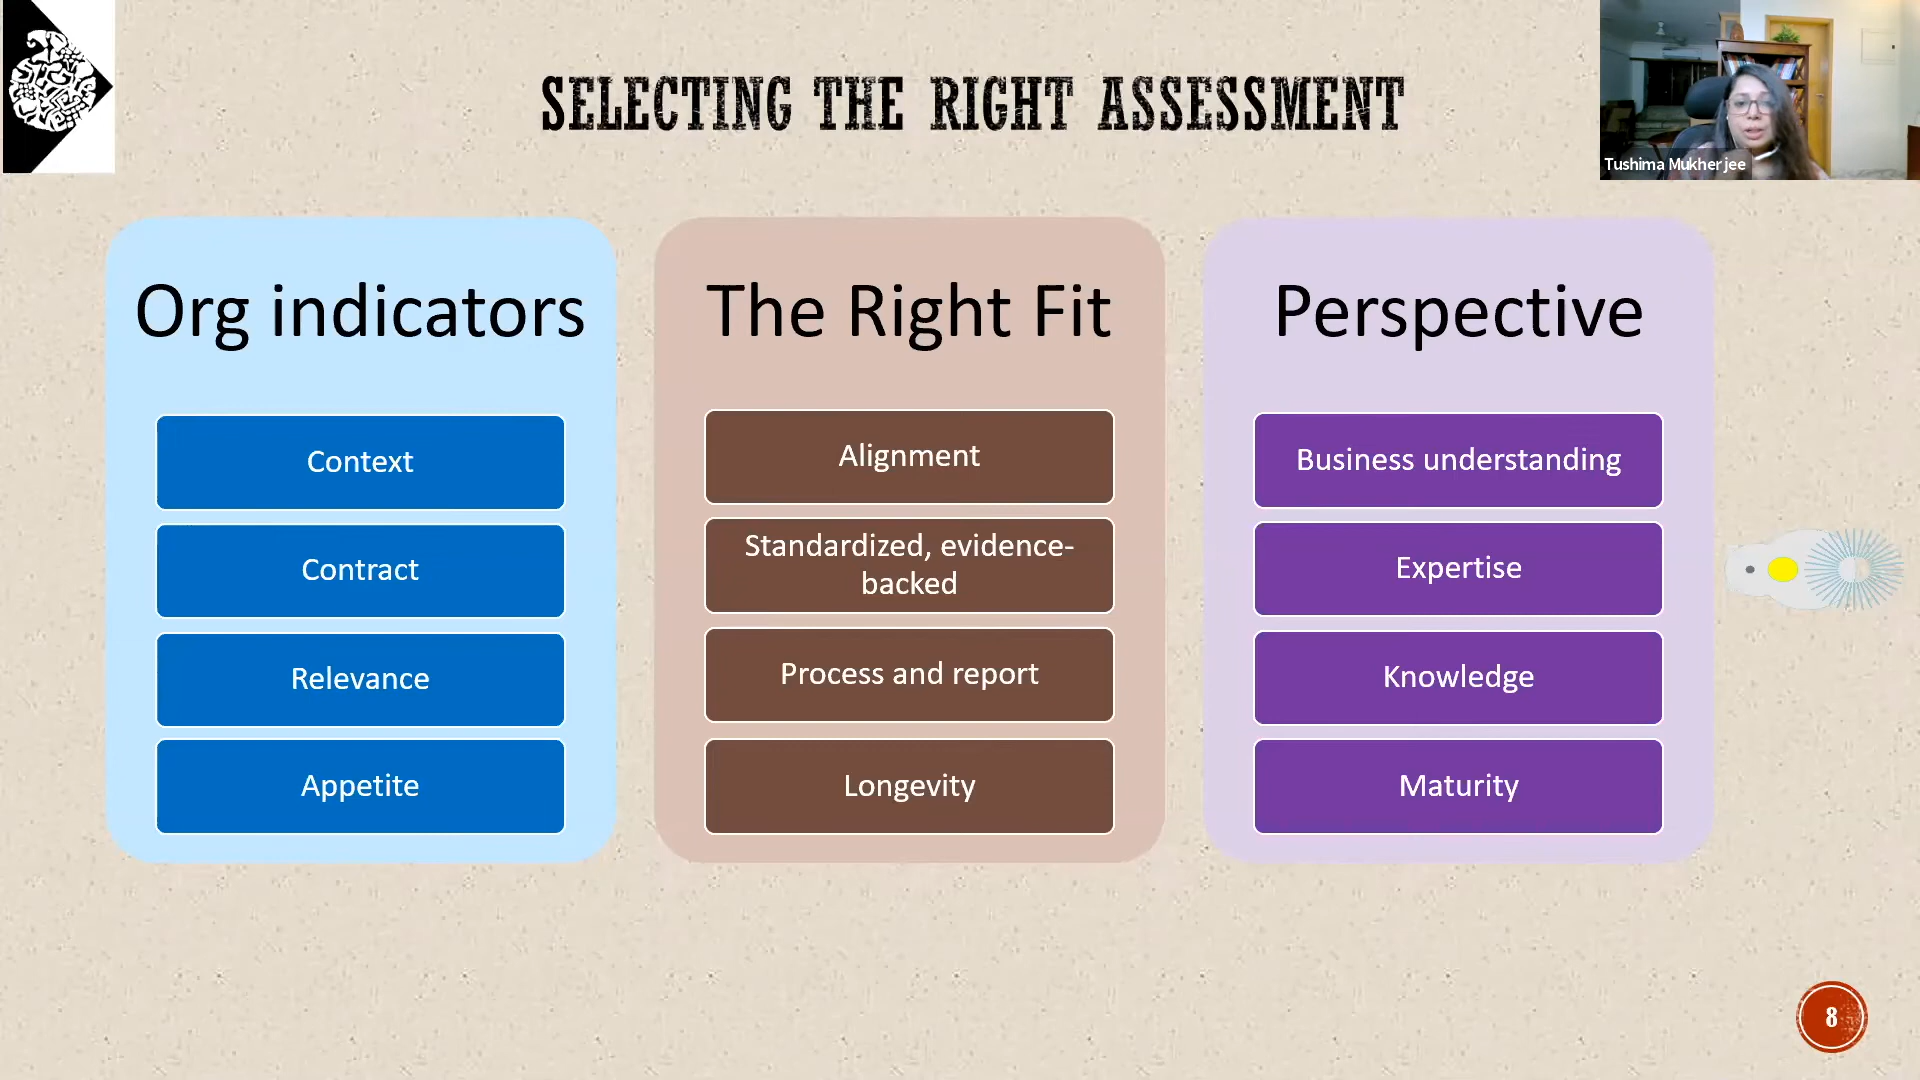 SELECTING THE RIGHT ASSESSMENT
Tushima Mukherjee
Org indicators
Context
Contract
Relevance
Appetite
The Right Fit
Alignment
Standardized, evidence-
backed
Process and report
Longevity
Perspective
Business understanding
Expertise
Knowledge
Maturity
8